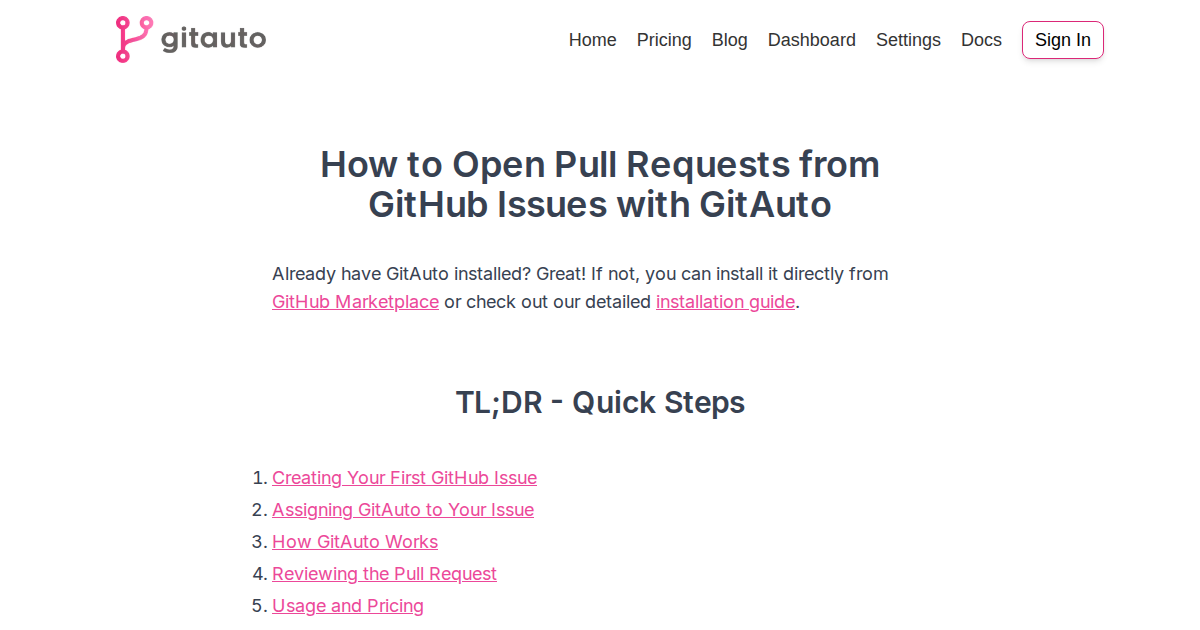 gitauto
Home Pricing Blog Dashboard Settings Docs Sign In
How to Open Pull Requests from
GitHub Issues with GitAuto
Already have GitAuto installed? Great! If not, you can install it directly from
GitHub Marketplace or check out our detailed installation guide.
TL;DR - Quick Steps
1. Creating Your First GitHub Issue
2. Assigning GitAuto to Your Issue
3. How GitAuto Works
4. Reviewing the Pull Request
5. Usage and Pricing